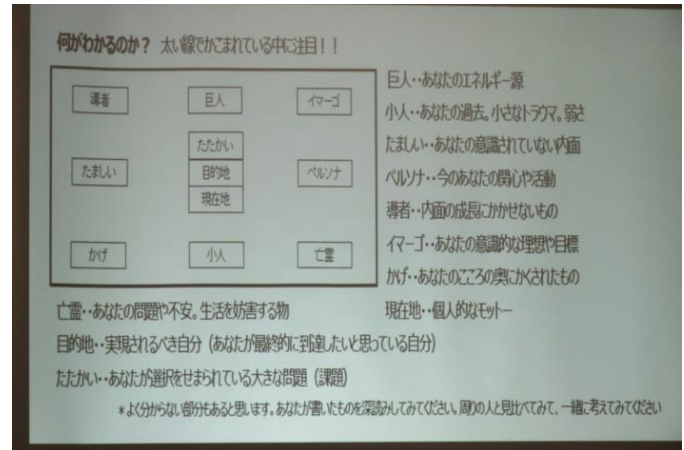 何がわかるのか？ 太い線でかこまれている中に注目！！
導者 巨人 イマーゴ
たたかい
たましい 目的地 ペルソナ
現在地
かげ 小人 亡霊
巨人・・あなたのエネルギー源
小人・・あなたの過去。小さなトラウマ。弱さ
たましい・・あなたの意識されていない内面
ペルソナ・・今のあなたの関心や活動
導者・・内面の成長にかかせないもの
イマーゴ・・あなたの意識的な理想や目標
かげ・・あなたのこころの奥にかくされたもの
亡霊・・あなたの問題や不安。生活を妨害する物
現在地・・個人的なモットー
目的地・・実現されるべき自分（あなたが最終的に到達したいと思っている自分）
たたかい・・あなたが選択をせまられている大きな問題（課題）
＊よく分からない部分もあると思います。あなたが書いたものを深読みしてみてください。周りの人と見比べてみて、一緒に考えてみてください